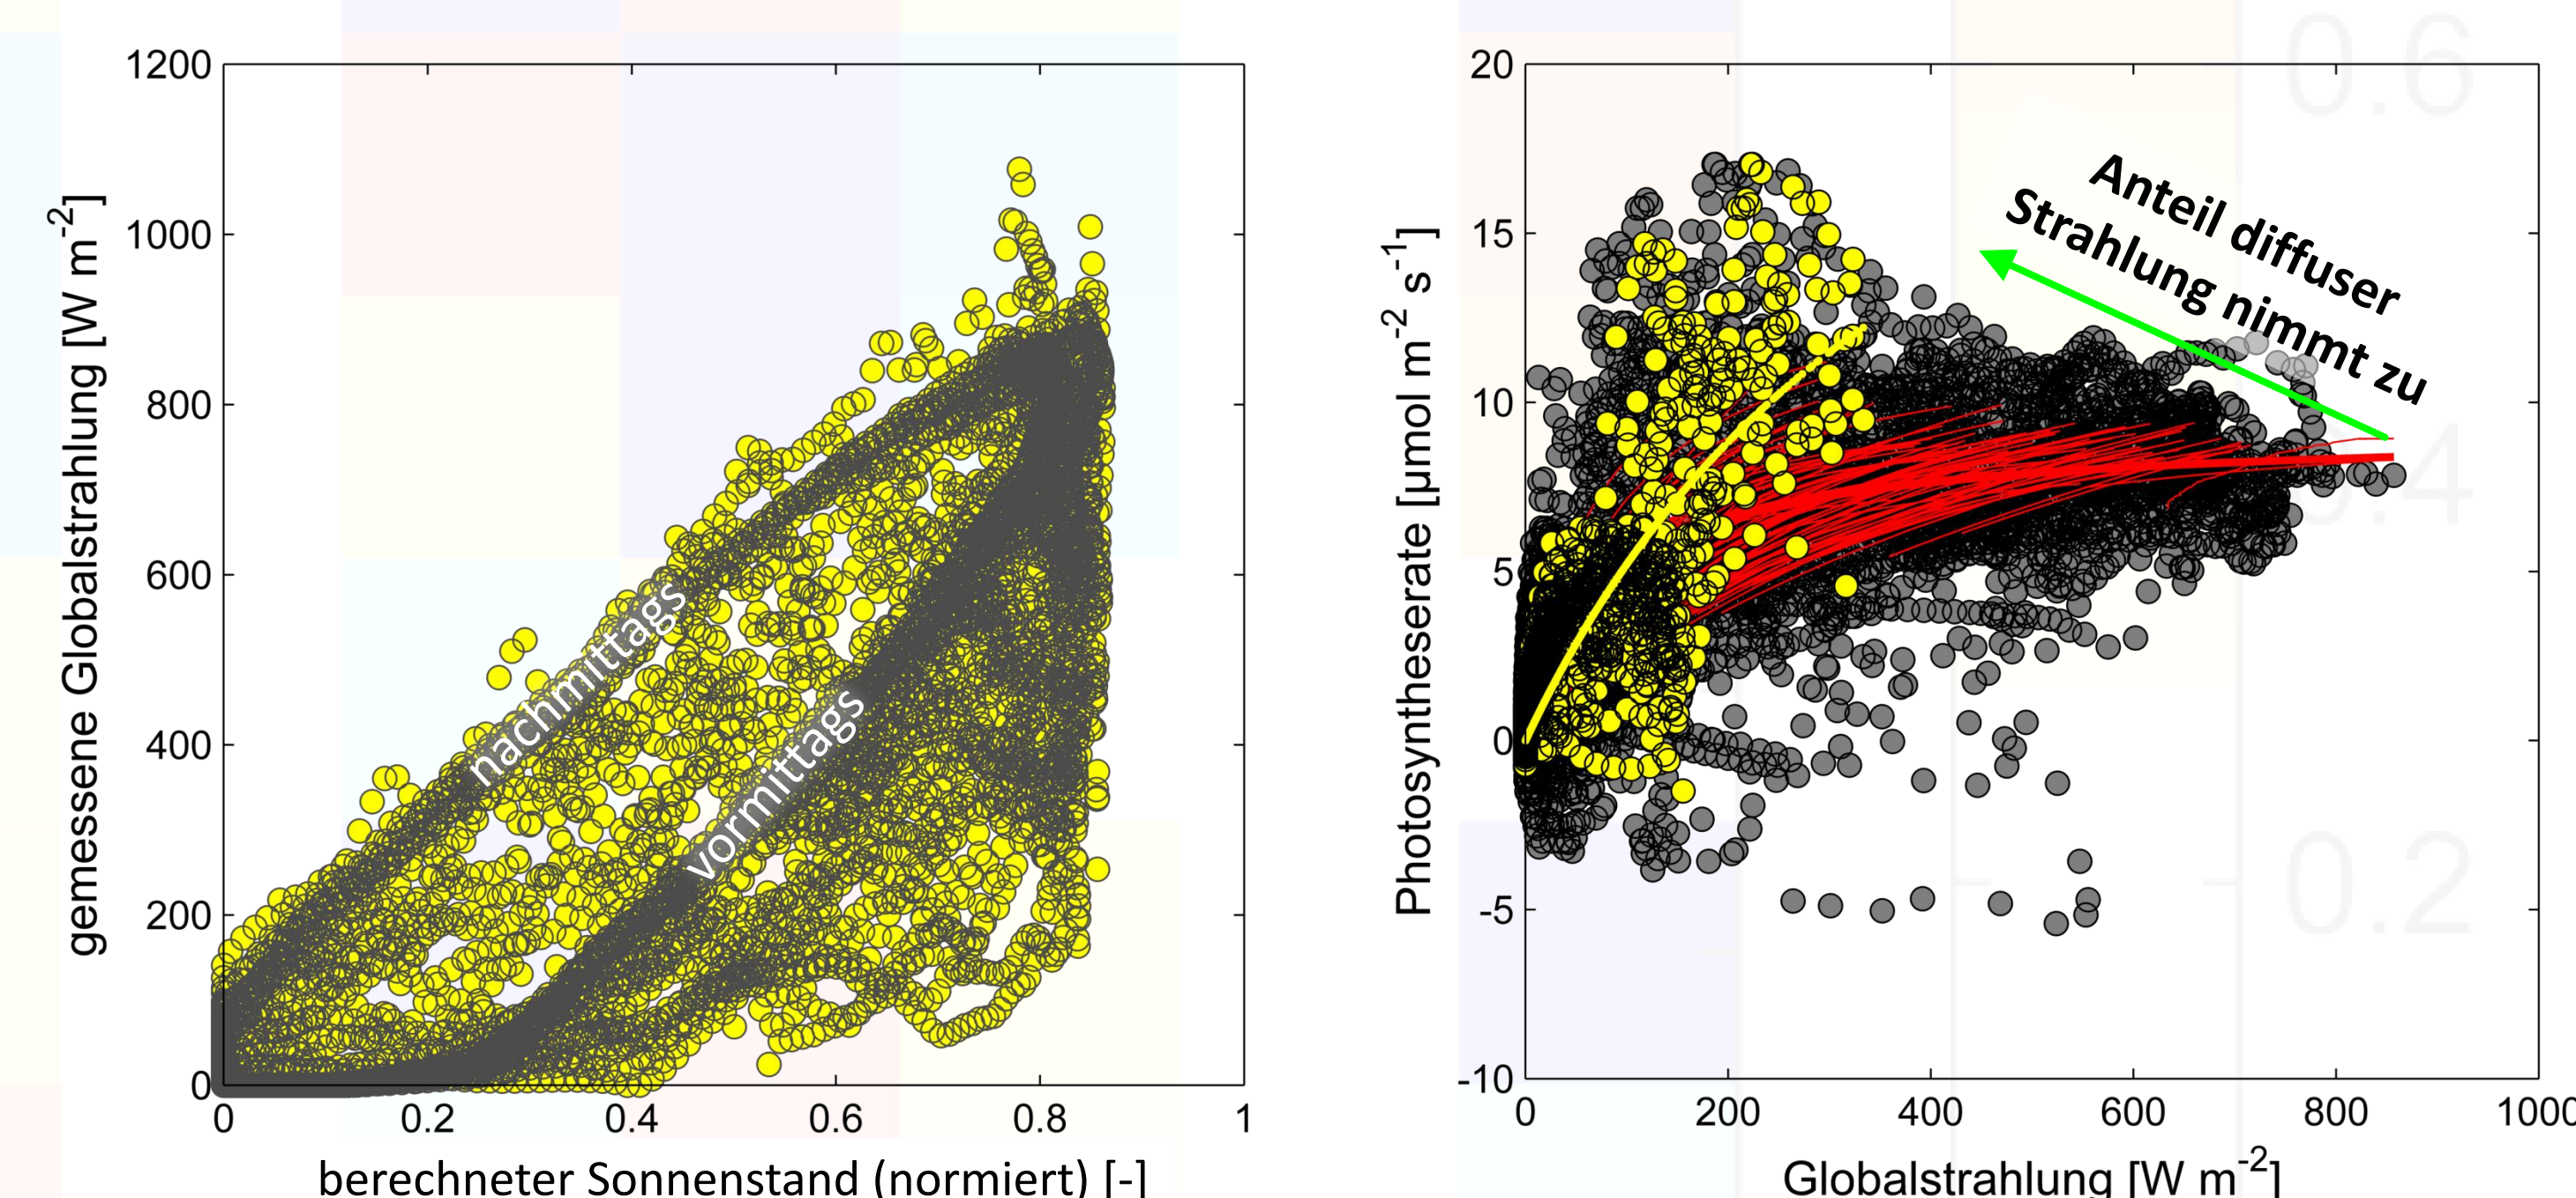 1200
1000
800
600
400
200
0
0 0.2 0.4 0.6 0.8 1
gemessene Globalstrahlung [W m-2]
berechneter Sonnenstand (normiert) [-]
nachmittags
vormittags
20
15
10
5
0
-5
-10
0 200 400 600 800 1000
Photosyntheserate [µmol m-2 s-1]
Globalstrahlung [W m-2]
Anteil diffuser
Strahlung nimmt zu
0.6
0.4
0.2